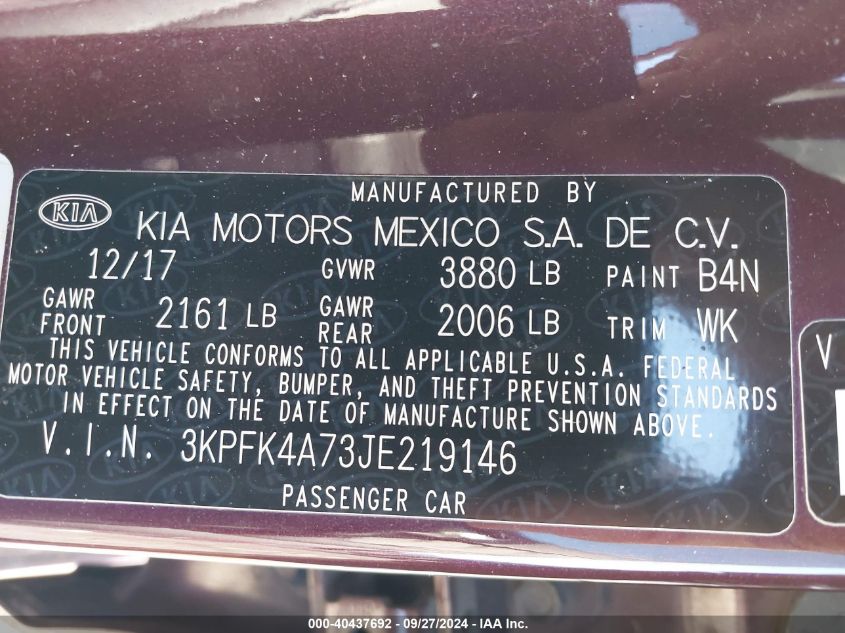 MANUFACTURED BY
KIA KIA MOTORS MEXICO S.A. DE C.V.
12/17 GVWR 3880 LB PAINT B4N
GAWR FRONT 2161 LB GAWR REAR 2006 LB TRIM WK
THIS VEHICLE CONFORMS TO ALL APPLICABLE U.S.A. FEDERAL
MOTOR VEHICLE SAFETY, BUMPER, AND THEFT PREVENTION STANDARDS
IN EFFECT ON THE DATE OF MANUFACTURE SHOWN ABOVE.
V.I.N. 3KPFK4A73JE219146
PASSENGER CAR
V
000-40437692 - 09/27/2024 - IAA Inc.